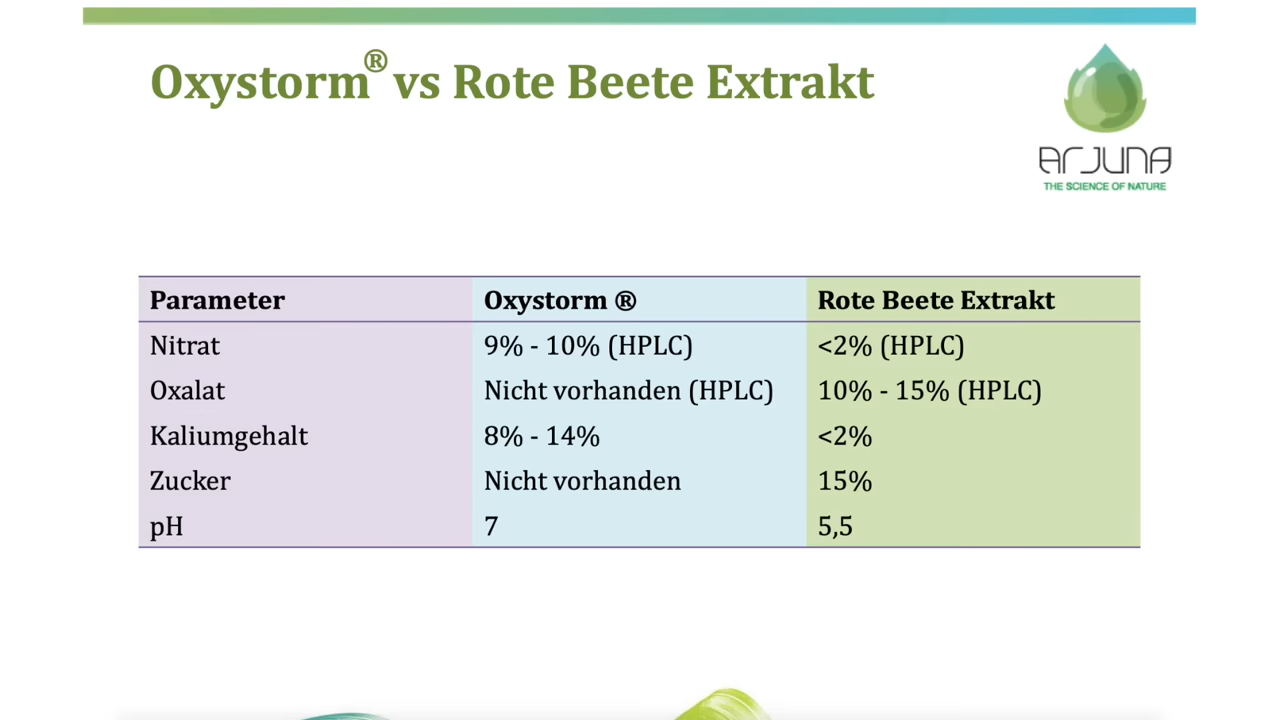 Oxystorm® vs Rote Beete Extrakt
ARJUNA
THE SCIENCE OF NATURE
Parameter Oxystorm ® Rote Beete Extrakt
Nitrat 9% - 10% (HPLC) <2% (HPLC)
Oxalat Nicht vorhanden (HPLC) 10% - 15% (HPLC)
Kaliumgehalt 8% - 14% <2%
Zucker Nicht vorhanden 15%
pH 7 5,5